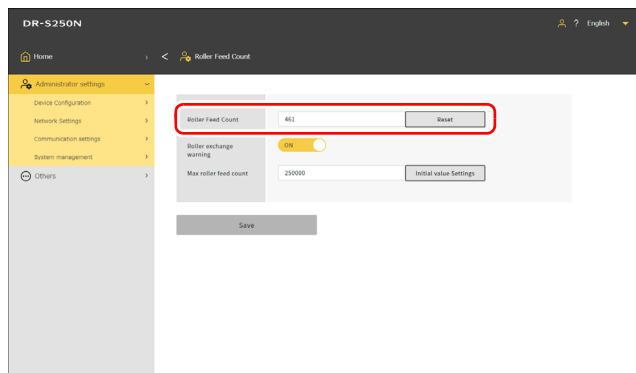 DR-S250N
? English
Home
Roller Feed Count
Administrator settings
Device Configuration
Network Settings
Communication settings
System management
Others
Roller Feed Count 461 Reset
Roller exchange
warning
ON
Max roller feed count 250000 Initial value Settings
Save